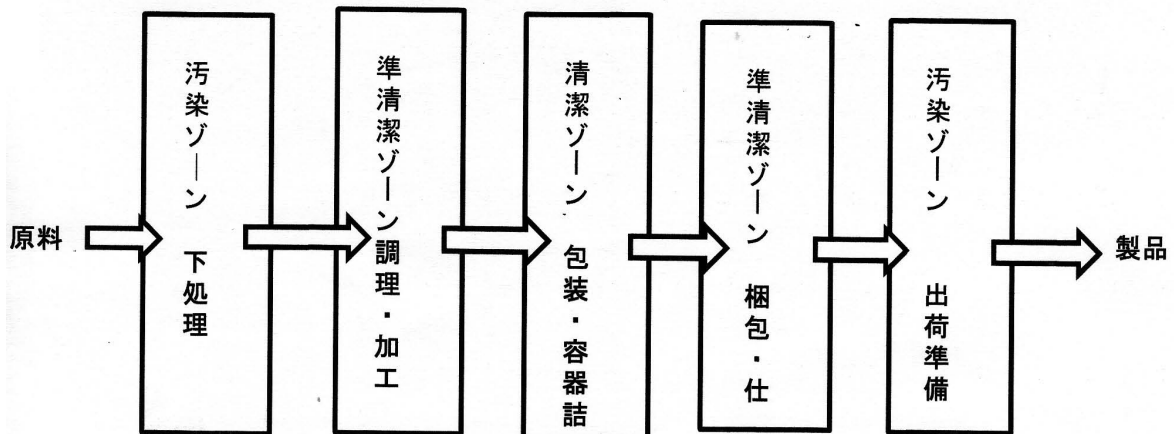 原料
汚染ゾーン 下処理
準清潔ゾーン調理・加工
清潔ゾーン 包装・容器詰
準清潔ゾーン 梱包・仕
汚染ゾーン 出荷準備
製品